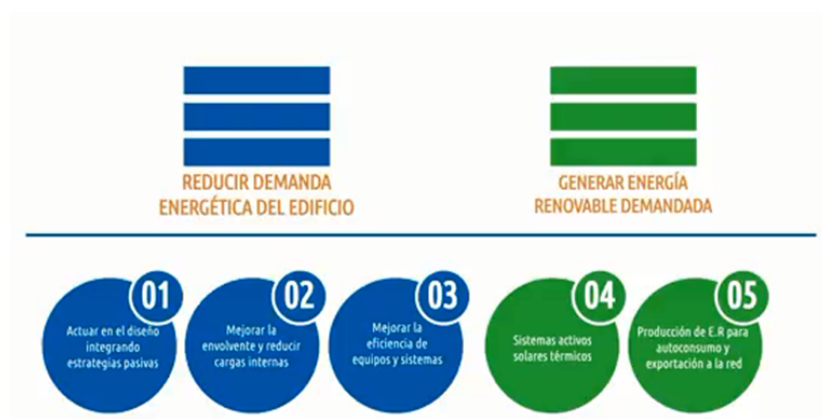 REDUCIR DEMANDA
ENERGÉTICA DEL EDIFICIO
GENERAR ENERGÍA
RENOVABLE DEMANDADA
01
Actuar en el diseño
integrando
estrategias pasivas
02
Mejorar la
envolvente y reducir
cargas internas
03
Mejorar la
eficiencia de
equipos y sistemas
04
Sistemas activos
solares térmicos
05
Producción de E.R para
autoconsumo y
exportación a la red